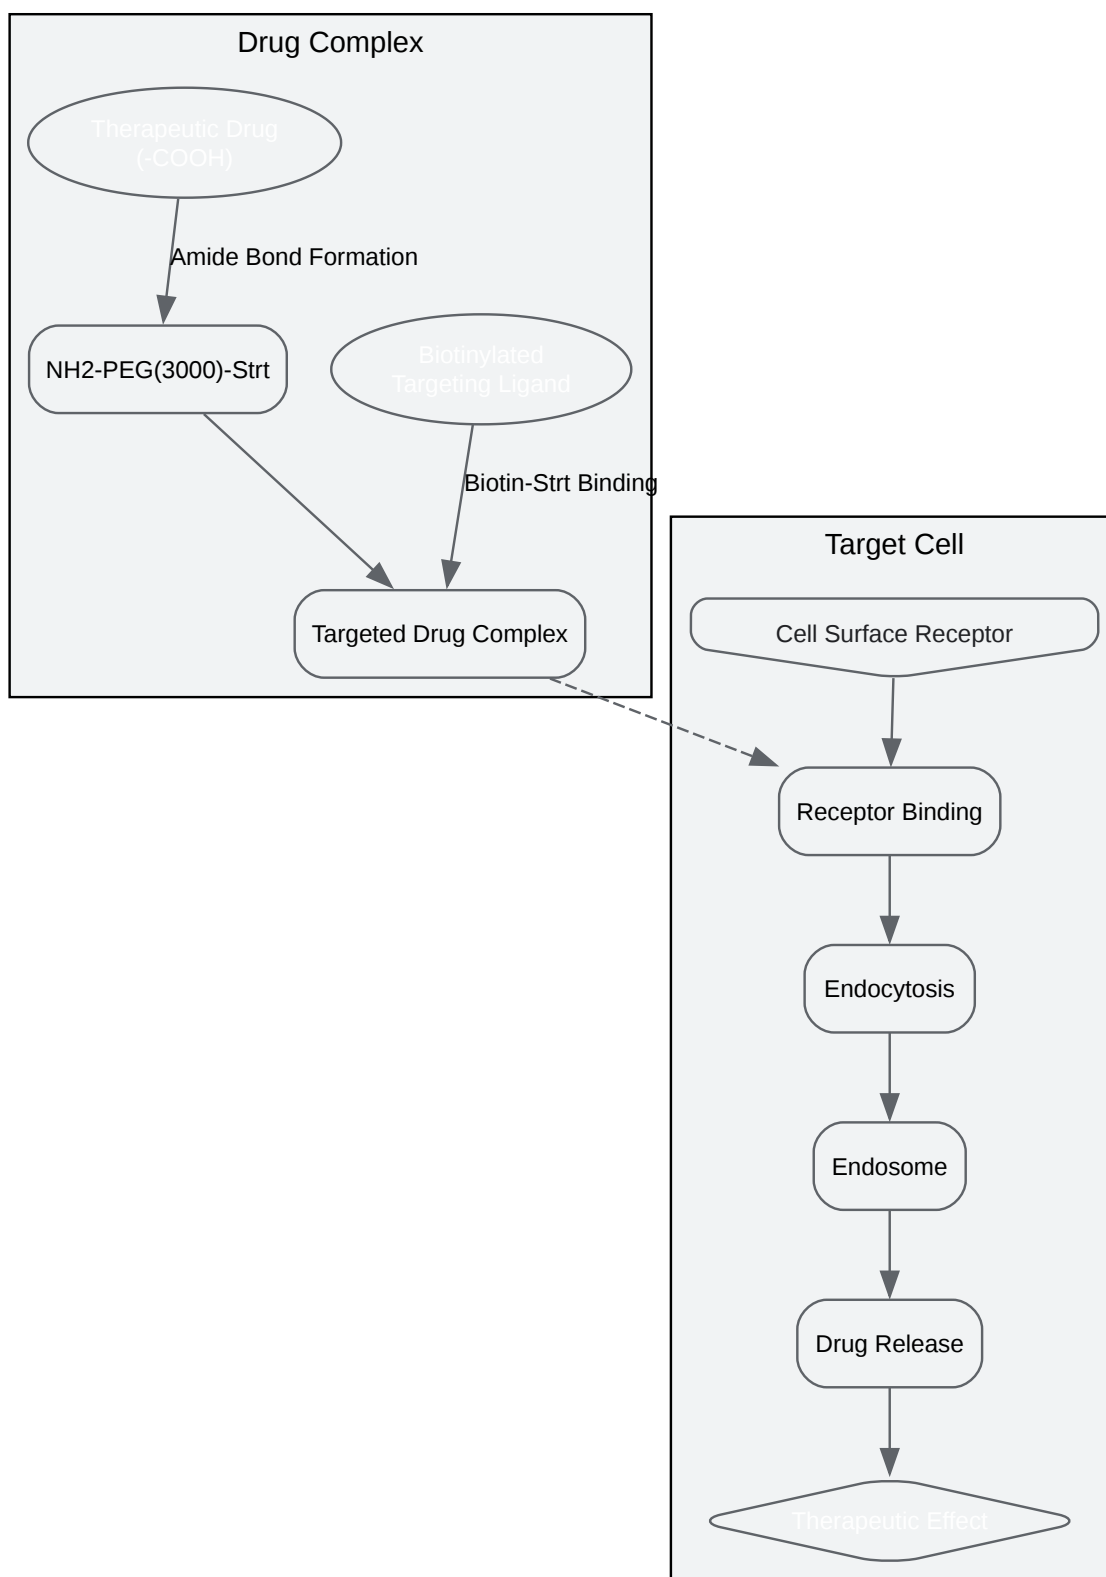 Drug Complex
Therapeutic Drug
(-COOH)
Amide Bond Formation
NH2-PEG(3000)-Strt
Biotinylated
Targeting Ligand
Biotin-Strt Binding
Targeted Drug Complex
Target Cell
Cell Surface Receptor
Receptor Binding
Endocytosis
Endosome
Drug Release
Therapeutic Effect